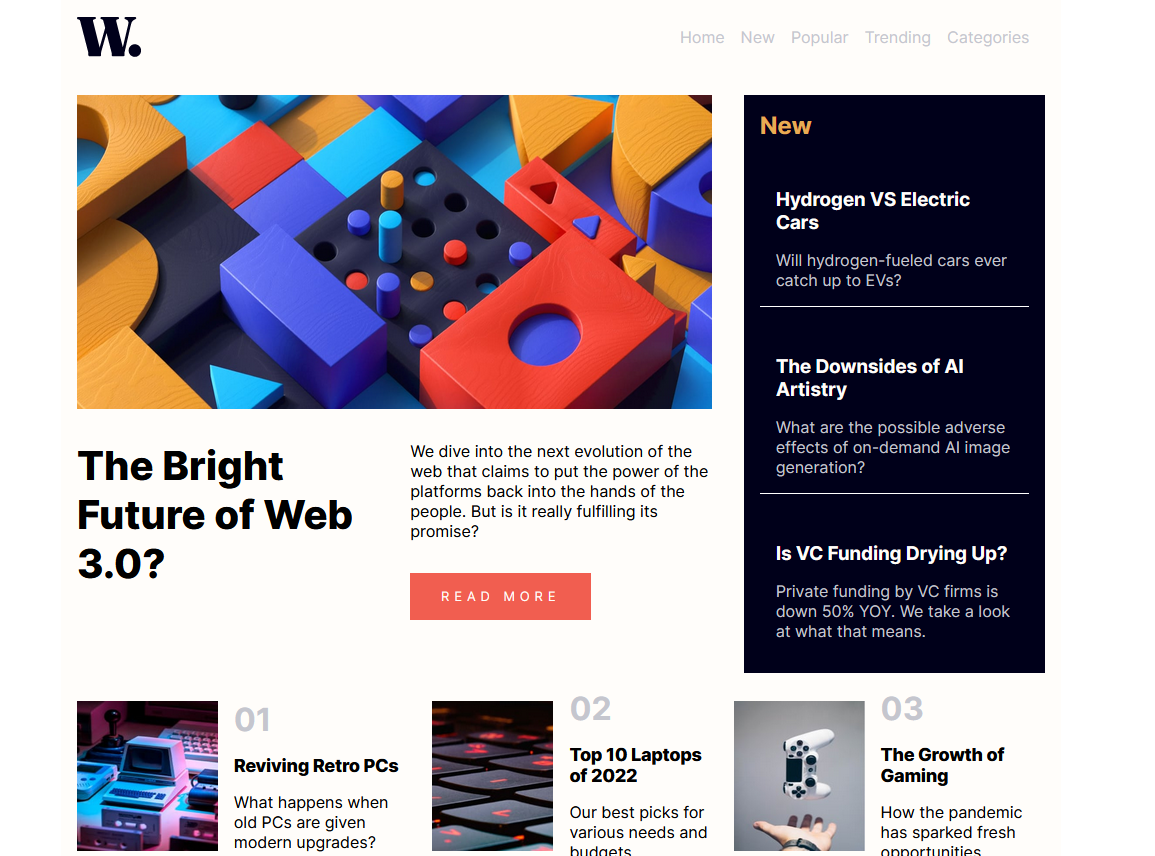 W.
Home New Popular Trending Categories
New
Hydrogen VS Electric
Cars
Will hydrogen-fueled cars ever
catch up to EVs?
The Downsides of AI
Artistry
What are the possible adverse
effects of on-demand AI image
generation?
Is VC Funding Drying Up?
Private funding by VC firms is
down 50% YOY. We take a look
at what that means.
The Bright
Future of Web
3.0?
We dive into the next evolution of the
web that claims to put the power of the
platforms back into the hands of the
people. But is it really fulfilling its
promise?
READ MORE
01
Reviving Retro PCs
What happens when
old PCs are given
modern upgrades?
02
Top 10 Laptops
of 2022
Our best picks for
various needs and
budgets
03
The Growth of
Gaming
How the pandemic
has sparked fresh
opportunities